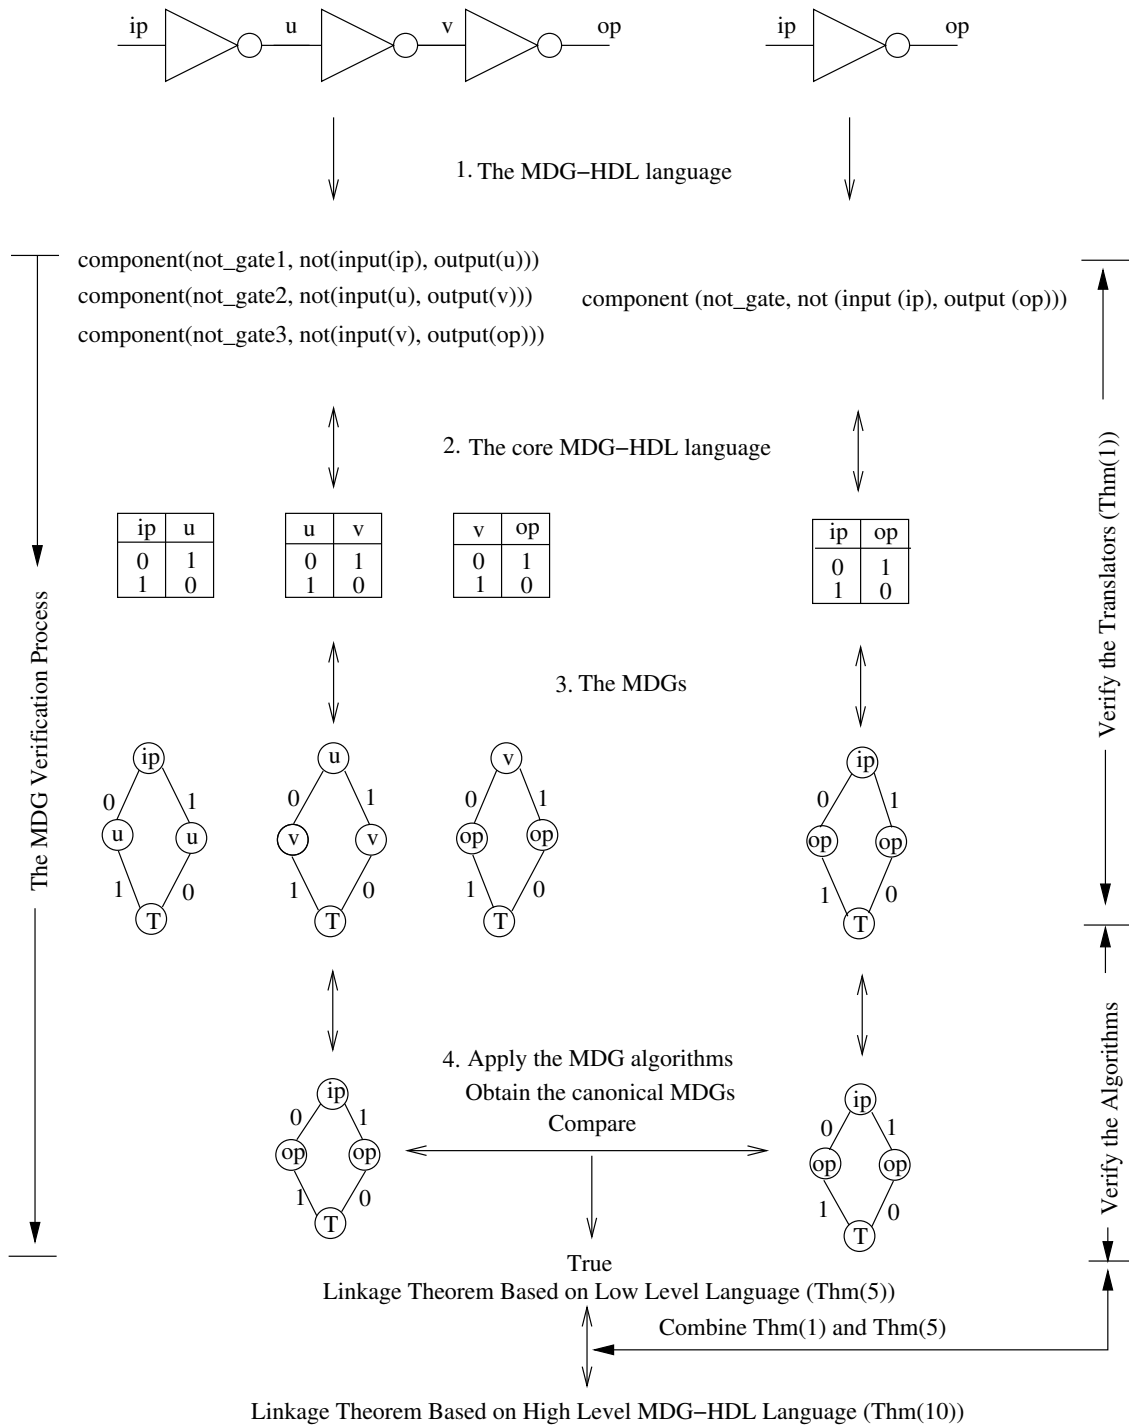 ip u v op
ip op
1. The MDG−HDL language
component(not_gate1, not(input(ip), output(u)))
component(not_gate2, not(input(u), output(v)))
component(not_gate3, not(input(v), output(op)))
component (not_gate, not (input (ip), output (op)))
2. The core MDG−HDL language
ip u
0 1
1 0
u v
0 1
1 0
v op
0 1
1 0
ip op
0 1
1 0
3. The MDGs
ip
0 1
u u
1 0
T
u
0 1
v v
1 0
T
v
0 1
op op
1 0
T
ip
0 1
op op
1 0
T
4. Apply the MDG algorithms
Obtain the canonical MDGs
Compare
ip
0 1
op op
1 0
T
ip
0 1
op op
1 0
T
True
Linkage Theorem Based on Low Level Language (Thm(5))
Combine Thm(1) and Thm(5)
Linkage Theorem Based on High Level MDG−HDL Language (Thm(10))
The MDG Verification Process
Verify the Translators (Thm(1))
Verify the Algorithms